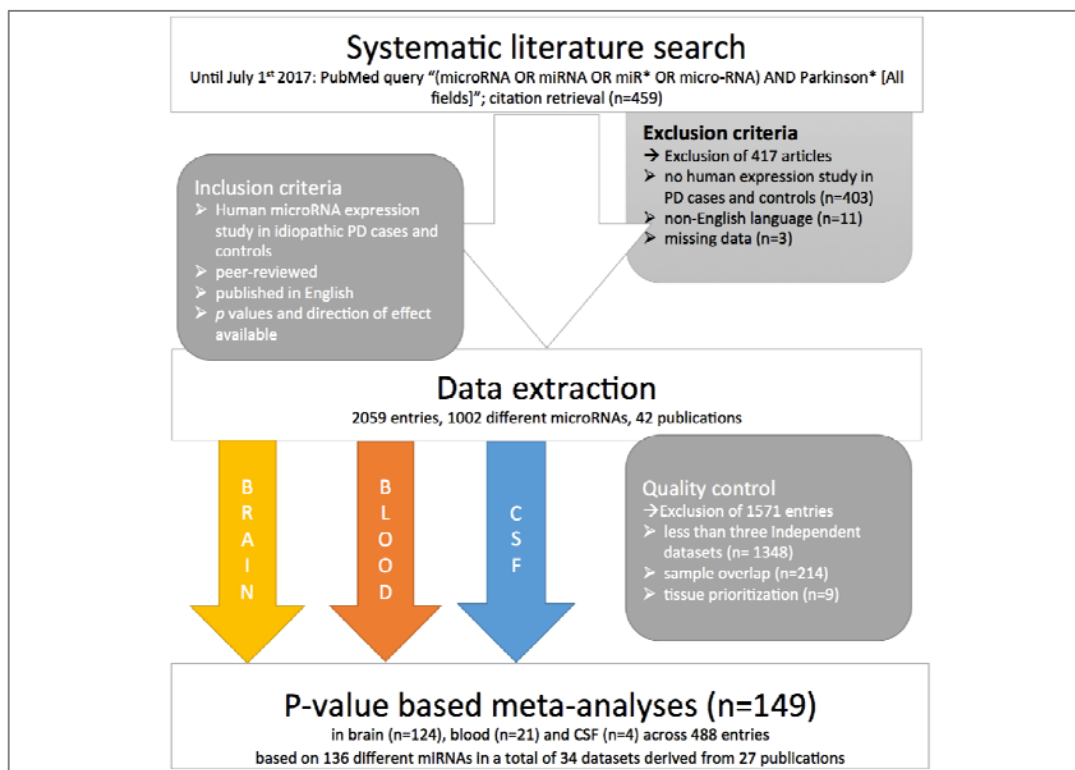 Systematic literature search
Until July 1st 2017: PubMed query "(microRNA OR miRNA OR miR* OR micro-RNA) AND Parkinson* [All
fields]"; citation retrieval (n=459)
Exclusion criteria
→ Exclusion of 417 articles
➢ no human expression study in
PD cases and controls (n=403)
➢ non-English language (n=11)
➢ missing data (n=3)
Inclusion criteria
➢ Human microRNA expression
study in idiopathic PD cases and
controls
➢ peer-reviewed
➢ published in English
➢ p values and direction of effect
available
Data extraction
2059 entries, 1002 different microRNAs, 42 publications
BRAIN
BLOOD
CSF
Quality control
→Exclusion of 1571 entries
➢ less than three Independent
datasets (n= 1348)
➢ sample overlap (n=214)
➢ tissue prioritization (n=9)
P-value based meta-analyses (n=149)
in brain (n=124), blood (n=21) and CSF (n=4) across 488 entries
based on 136 different miRNAs in a total of 34 datasets derived from 27 publications